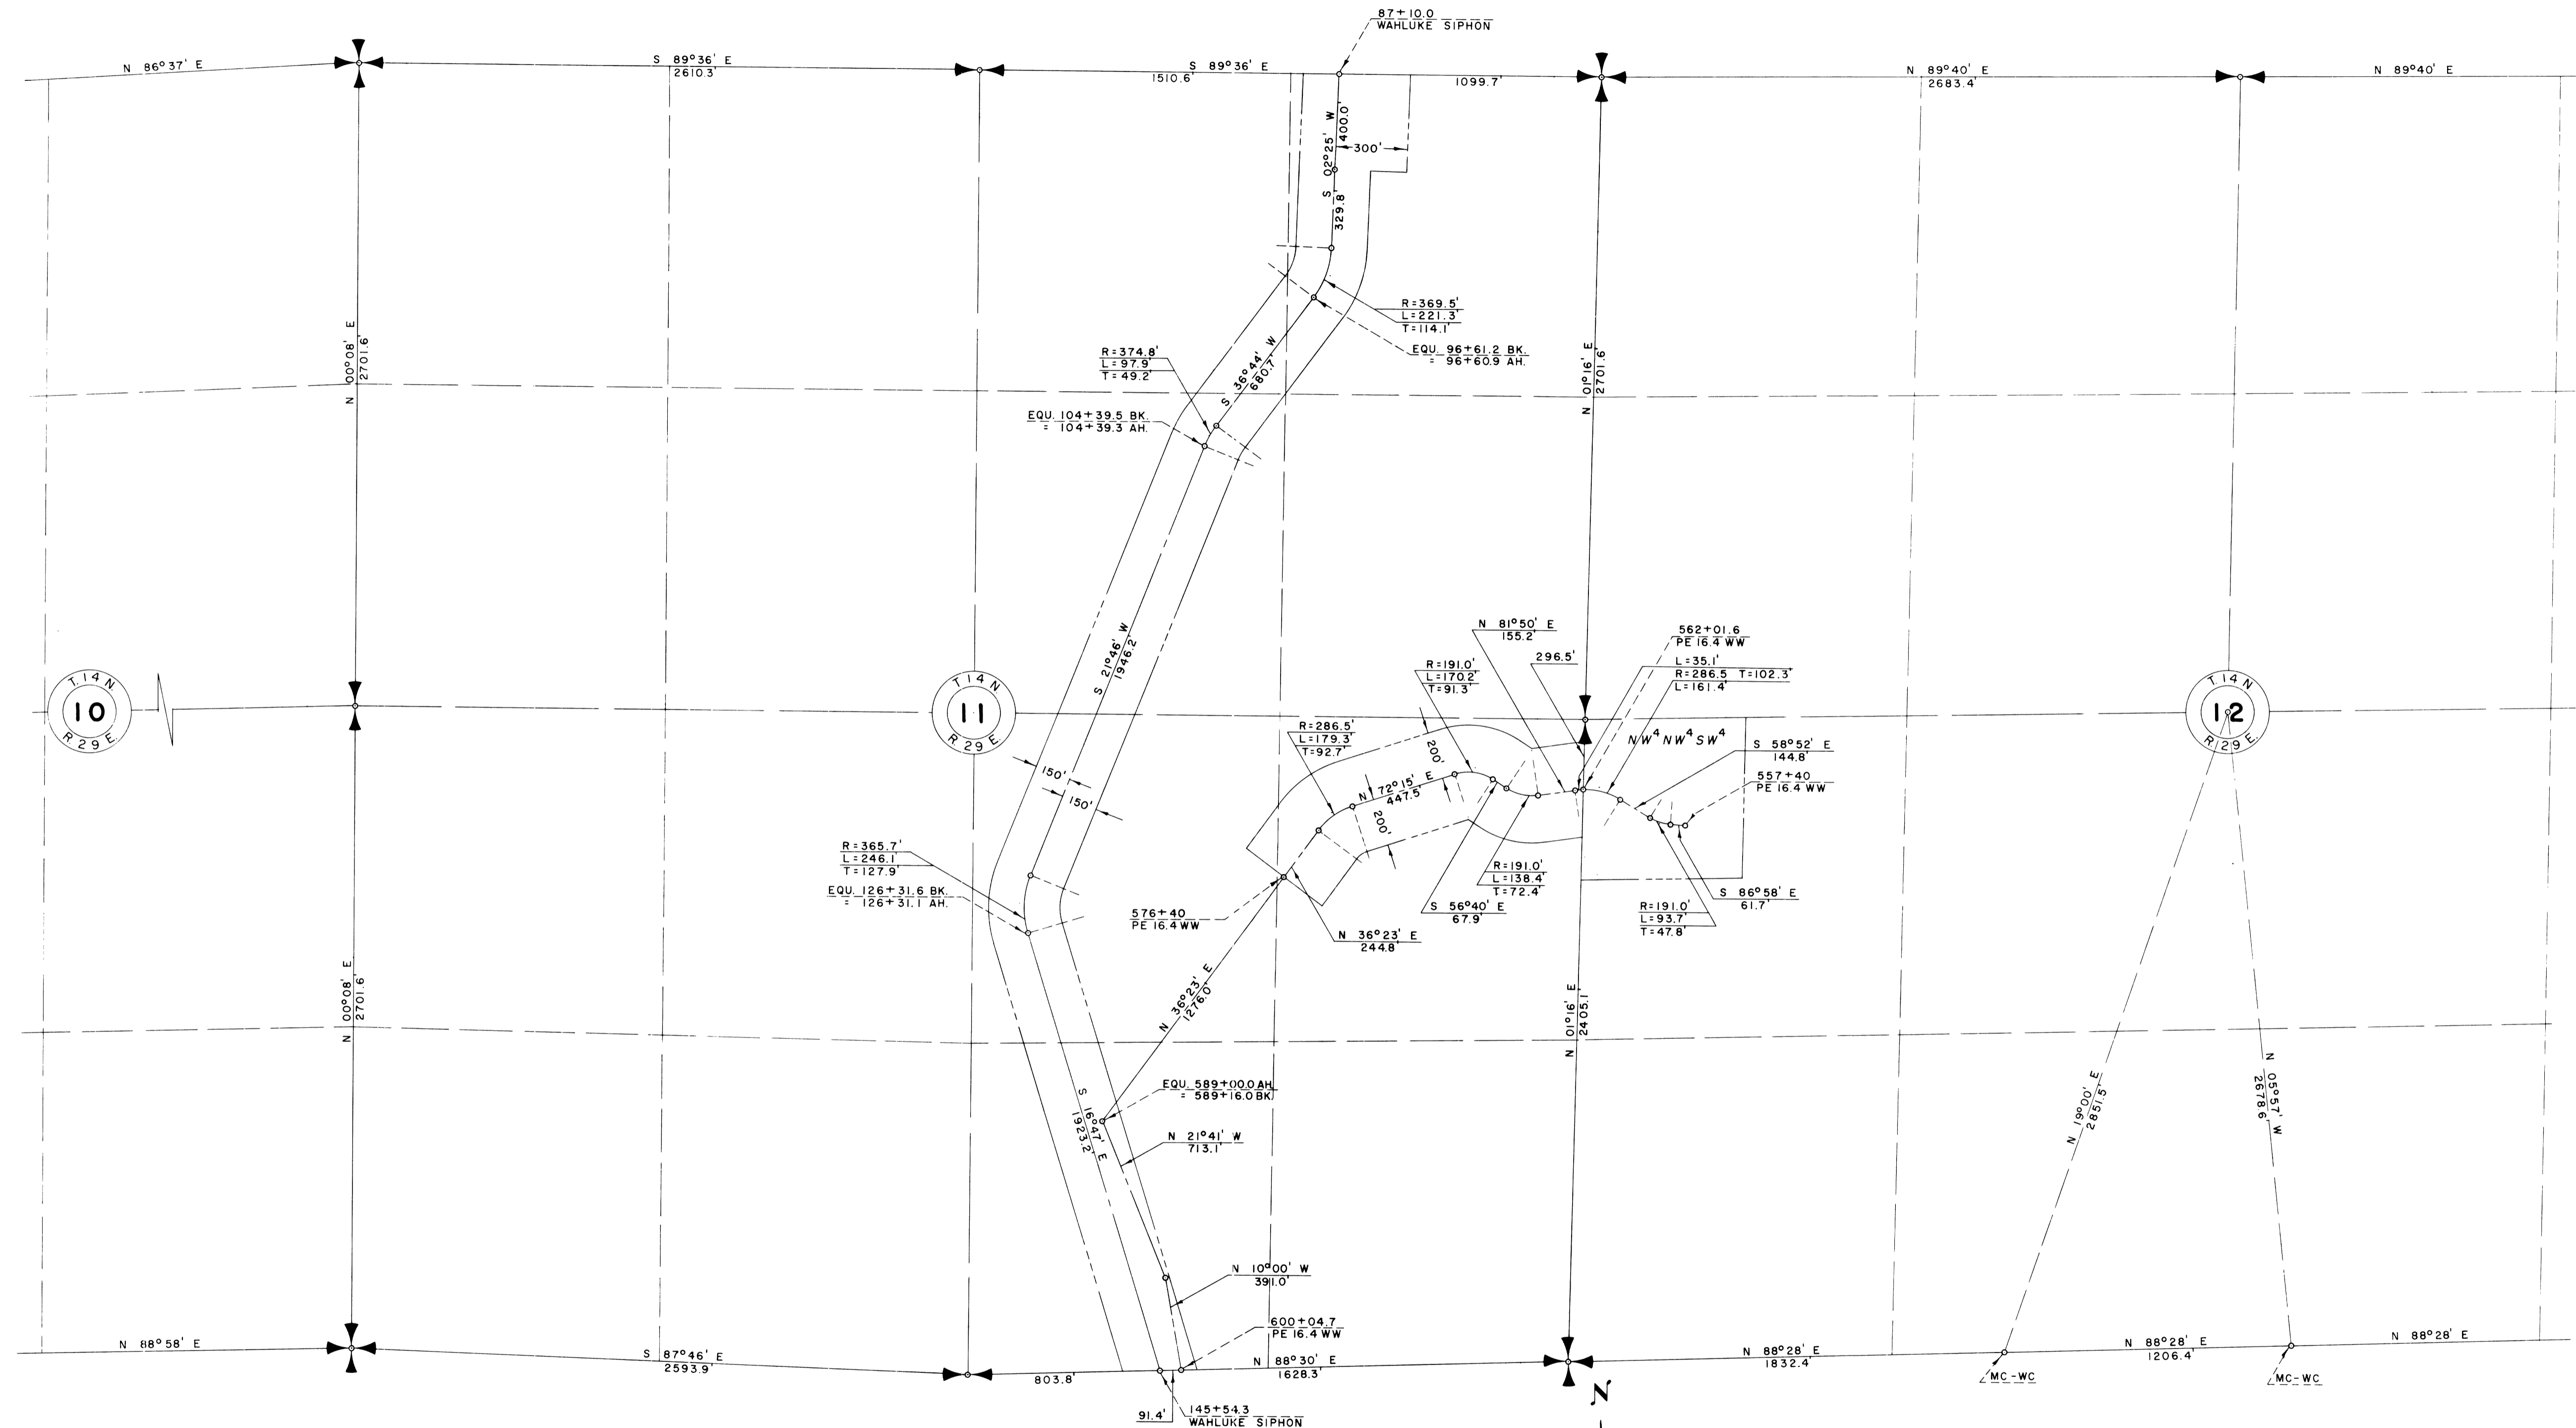 87+10.0
WAHLUKE SIPHON
N 86°37' E
S 89°36' E
2610.3'
S 89°36' E
1510.6'
1099.7'
N 89°40' E
2683.4'
N 89°40' E
S 02°25' W
400.0'
300'
329.8'
N 00°08' E
2701.6'
R=369.5'
L=221.3'
T=114.1'
EQU. 96+61.2 BK.
= 96+60.9 AH.
R=374.8'
L=97.9'
T=49.2'
S 36°44' W
680.7'
N 01°16' E
2701.6'
EQU. 104+39.5 BK.
= 104+39.3 AH.
S 21°46' W
1946.2'
N 81°50' E
155.2'
562+01.6
PE 16.4 WW
296.5'
L=35.1'
R=286.5 T=102.3'
L=161.4'
R=191.0'
L=170.2'
T=91.3'
T. 14 N.
10
R. 29 E.
T. 14 N
11
R. 29 E.
T. 14 N
12
R. 29 E.
R=286.5'
L=179.3'
T=92.7'
200'
NW⁴ NW⁴ SW⁴
S 58°52' E
144.8'
557+40
PE 16.4 WW
150'
150'
N 72°15' E
447.5'
200'
R=365.7'
L=246.1'
T=127.9'
EQU. 126+31.6 BK.
= 126+31.1 AH.
R=191.0'
L=138.4'
T=72.4'
S 56°40' E
67.9'
S 86°58' E
61.7'
R=191.0'
L=93.7'
T=47.8'
576+40
PE 16.4 WW
N 36°23' E
244.8'
N 00°08' E
2701.6'
N 36°23' E
1276.0'
N 01°16' E
2405.1'
EQU. 589+00.0 AH.
= 589+16.0 BK.
S 16°47' E
1923.2'
N 21°41' W
713.1'
N 19°00' E
2851.5'
N 05°57' W
2678.6'
N 10°00' W
391.0'
600+04.7
PE 16.4 WW
N 88°58' E
S 87°46' E
2593.9'
803.8'
N 88°30' E
1628.3'
N 88°28' E
1832.4'
N 88°28' E
1206.4'
N 88°28' E
MC-WC
MC-WC
91.4'
145+54.3
WAHLUKE SIPHON
N